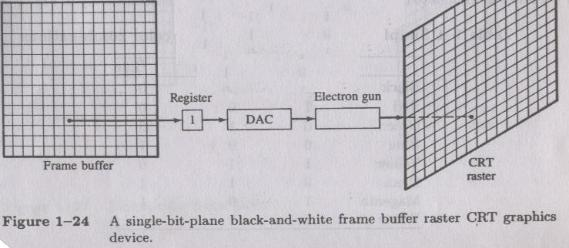 Register
1
DAC
Electron gun
Frame buffer
CRT
raster
Figure 1–24 A single-bit-plane black-and-white frame buffer raster CRT graphics
device.